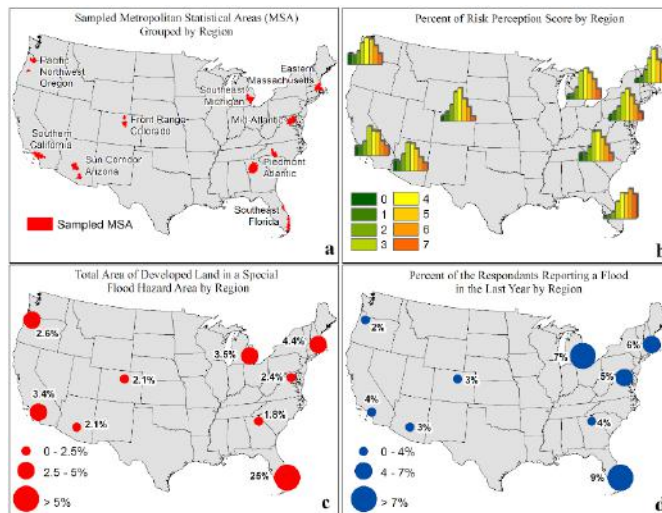 Sampled Metropolitan Statistical Areas (MSA)
Grouped by Region
Pacific
Northwest
Oregon
Eastern
Massachusetts
Southeast
Michigan
Front Range
Colorado
Mid-Atlantic
Southern
California
Sun Corridor
Arizona
Piedmont
Atlantic
Southeast
Florida
Sampled MSA
a
Percent of Risk Perception Score by Region
0 4
1 5
2 6
3 7
b
Total Area of Developed Land in a Special
Flood Hazard Area by Region
2.6%
4.4%
3.5%
2.1%
2.4%
3.4%
2.1%
1.8%
25%
0 - 2.5%
2.5 - 5%
> 5%
c
Percent of the Respondants Reporting a Flood
in the Last Year by Region
2%
6%
7%
3%
5%
4%
3%
4%
9%
0 - 4%
4 - 7%
> 7%
d